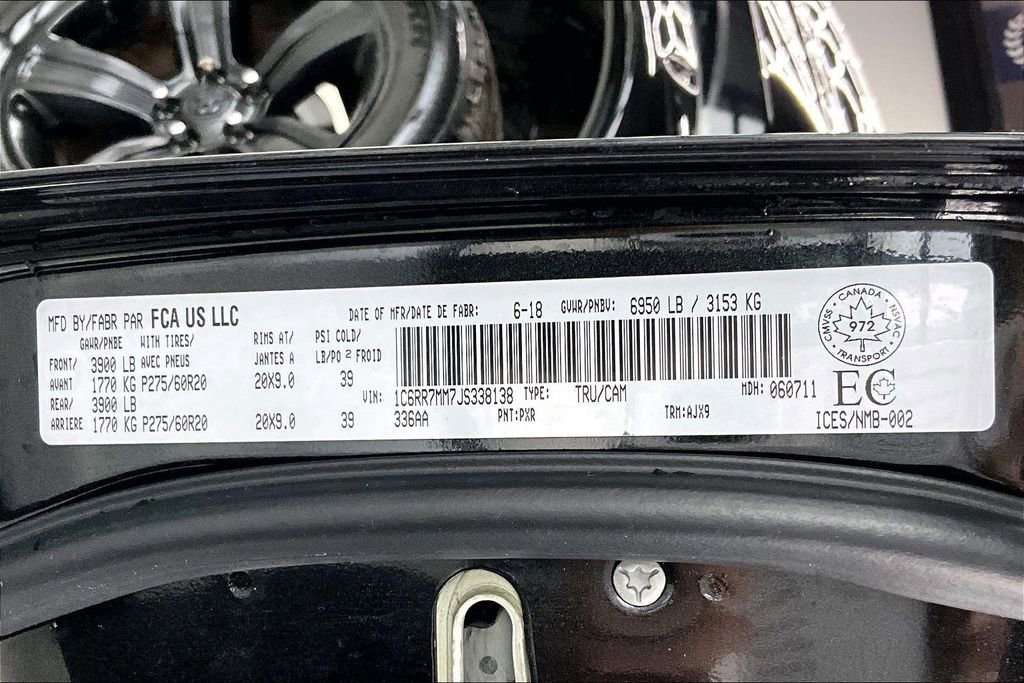 MFD BY/FABR PAR FCA US LLC
DATE OF MFR/DATE DE FABR: 6-18 GVWR/PNBV: 6950 LB / 3153 KG
GAWR/PNBE WITH TIRES/ RIMS AT/ PSI COLD/
FRONT/ 3900 LB AVEC PNEUS JANTES A LB/PO² FROID
AVANT 1770 KG P275/60R20 20X9.0 39
REAR/ 3900 LB
ARRIERE 1770 KG P275/60R20 20X9.0 39
VIN: 1C6RR7MM7JS338138 TYPE: TRU/CAM MDH: 060711
336AA PNT:PXR TRM:AJX9
CANADA
CMVSS 972 NSVAC
TRANSPORT
EC
ICES/NMB-002